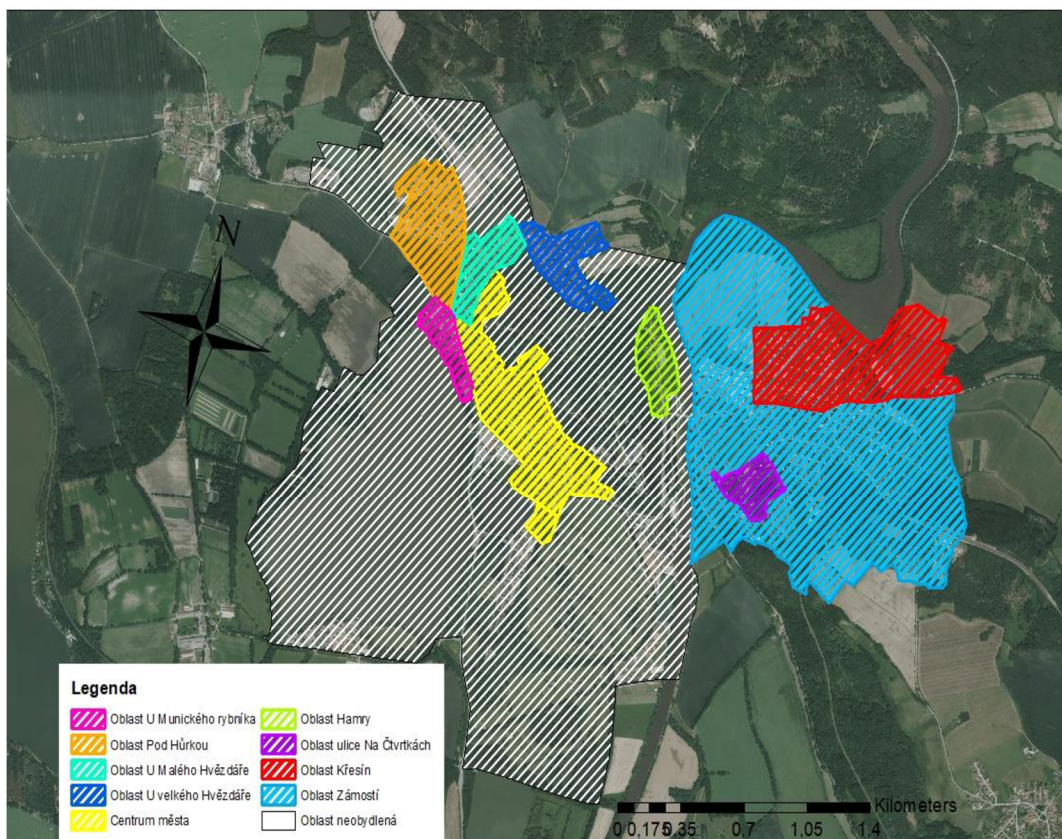 N
Legenda
Oblast U Munického rybníka
Oblast Pod Hůrkou
Oblast U Malého Hvězdáře
Oblast U velkého Hvězdáře
Centrum města
Oblast Hamry
Oblast ulice Na Čtvrtkách
Oblast Křesín
Oblast Zámostí
Oblast neobydlená
Kilometers
0 0,175 0,35 0,7 1,05 1,4